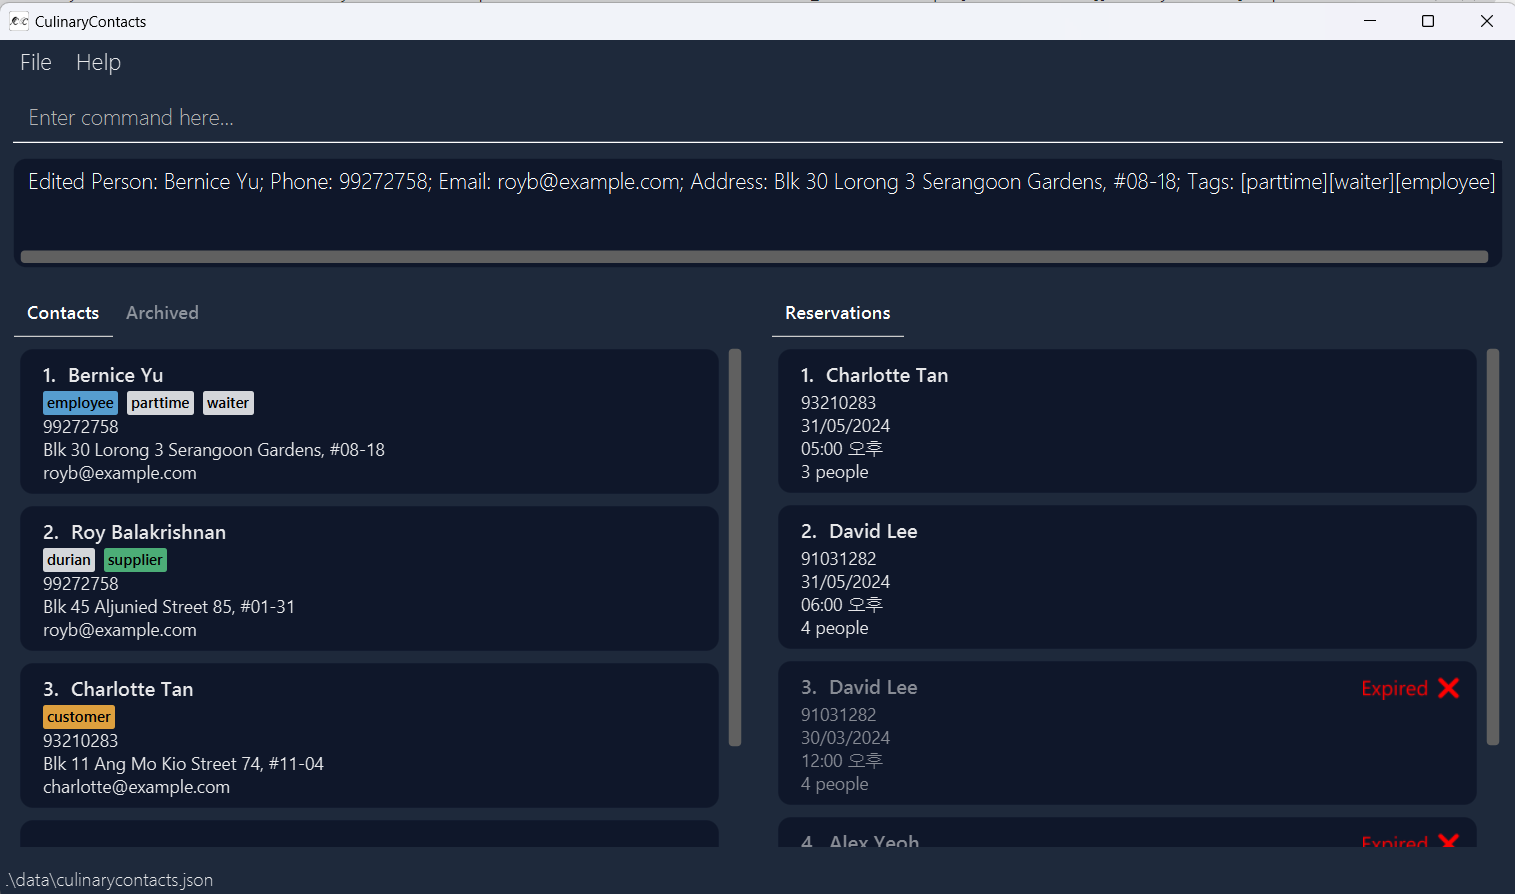 CulinaryContacts
File Help
Enter command here...
Edited Person: Bernice Yu; Phone: 99272758; Email: royb@example.com; Address: Blk 30 Lorong 3 Serangoon Gardens, #08-18; Tags: [parttime][waiter][employee]
Contacts Archived
1. Bernice Yu
employee parttime waiter
99272758
Blk 30 Lorong 3 Serangoon Gardens, #08-18
royb@example.com
2. Roy Balakrishnan
durian supplier
99272758
Blk 45 Aljunied Street 85, #01-31
royb@example.com
3. Charlotte Tan
customer
93210283
Blk 11 Ang Mo Kio Street 74, #11-04
charlotte@example.com
Reservations
1. Charlotte Tan
93210283
31/05/2024
05:00 오후
3 people
2. David Lee
91031282
31/05/2024
06:00 오후
4 people
3. David Lee
Expired
91031282
30/03/2024
12:00 오후
4 people
4. Alex Yeoh
Expired
.\data\culinarycontacts.json